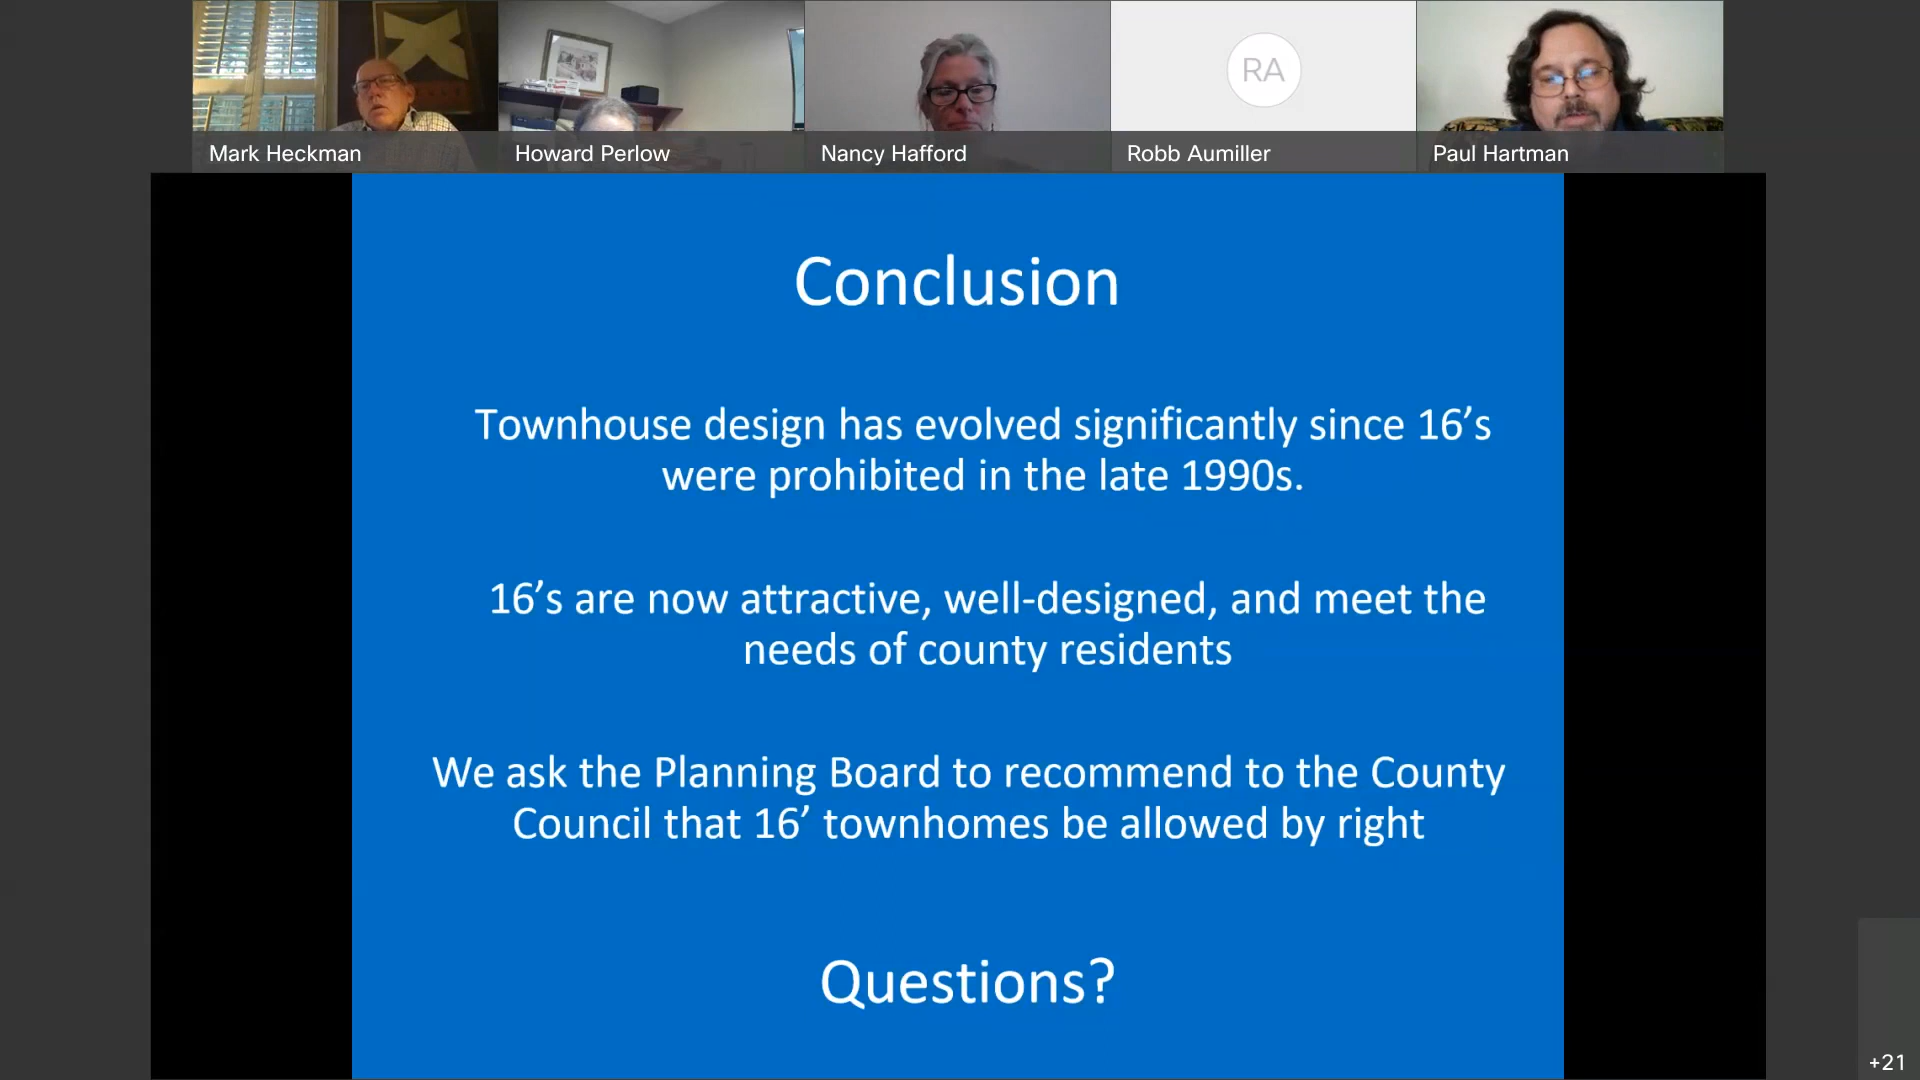 Mark Heckman
Howard Perlow
Nancy Hafford
RA
Robb Aumiller
Paul Hartman
Conclusion
Townhouse design has evolved significantly since 16’s
were prohibited in the late 1990s.
16’s are now attractive, well-designed, and meet the
needs of county residents
We ask the Planning Board to recommend to the County
Council that 16’ townhomes be allowed by right
Questions?
+21